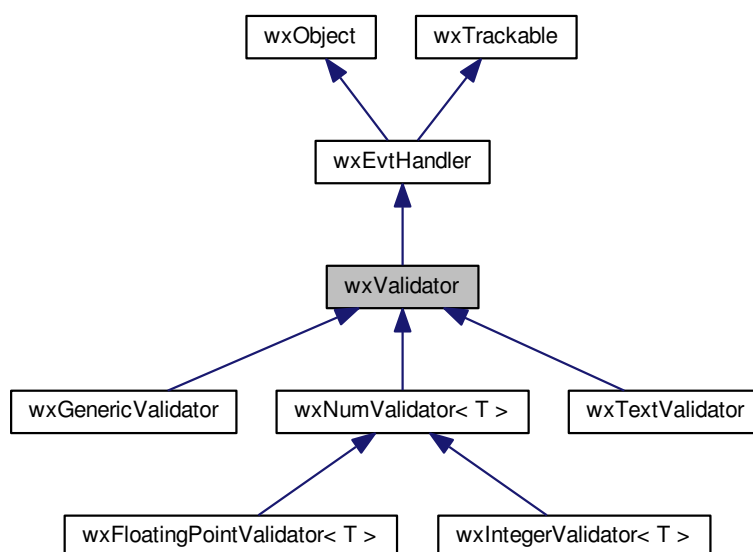 wxObject
wxTrackable
wxEvtHandler
wxValidator
wxGenericValidator
wxNumValidator< T >
wxTextValidator
wxFloatingPointValidator< T >
wxIntegerValidator< T >